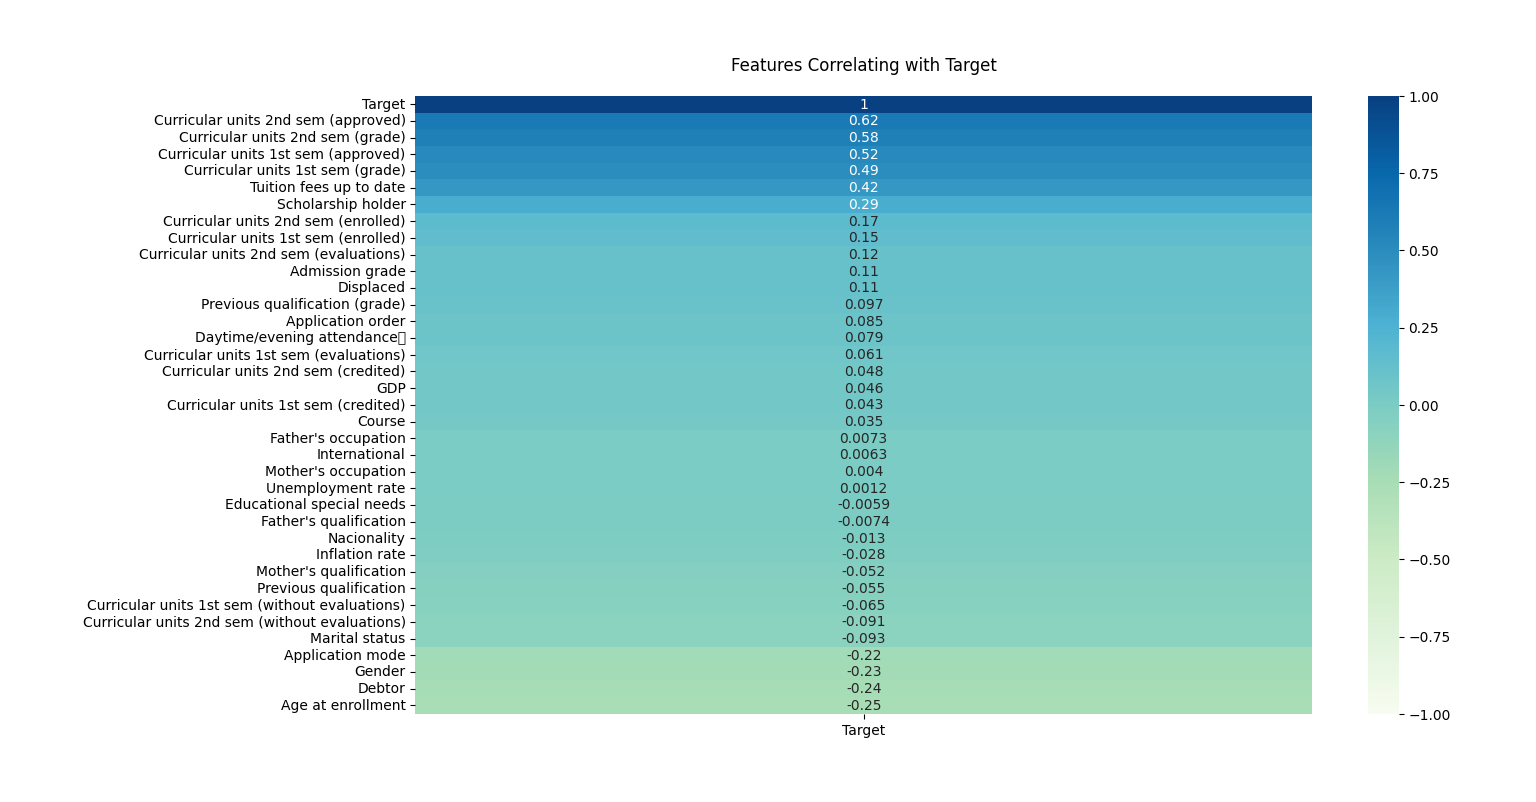 Features Correlating with Target
Target 1
Curricular units 2nd sem (approved) 0.62
Curricular units 2nd sem (grade) 0.58
Curricular units 1st sem (approved) 0.52
Curricular units 1st sem (grade) 0.49
Tuition fees up to date 0.42
Scholarship holder 0.29
Curricular units 2nd sem (enrolled) 0.17
Curricular units 1st sem (enrolled) 0.15
Curricular units 2nd sem (evaluations) 0.12
Admission grade 0.11
Displaced 0.11
Previous qualification (grade) 0.097
Application order 0.085
Daytime/evening attendance▯ 0.079
Curricular units 1st sem (evaluations) 0.061
Curricular units 2nd sem (credited) 0.048
GDP 0.046
Curricular units 1st sem (credited) 0.043
Course 0.035
Father's occupation 0.0073
International 0.0063
Mother's occupation 0.004
Unemployment rate 0.0012
Educational special needs -0.0059
Father's qualification -0.0074
Nacionality -0.013
Inflation rate -0.028
Mother's qualification -0.052
Previous qualification -0.055
Curricular units 1st sem (without evaluations) -0.065
Curricular units 2nd sem (without evaluations) -0.091
Marital status -0.093
Application mode -0.22
Gender -0.23
Debtor -0.24
Age at enrollment -0.25
Target
1.00
0.75
0.50
0.25
0.00
−0.25
−0.50
−0.75
−1.00